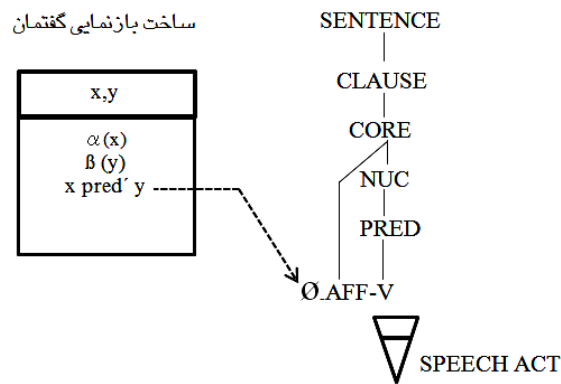 ساخت بازنمایی گفتمان
x,y
α (x)
ß (y)
x pred´ y
SENTENCE
CLAUSE
CORE
NUC
PRED
Ø.AFF-V
SPEECH ACT